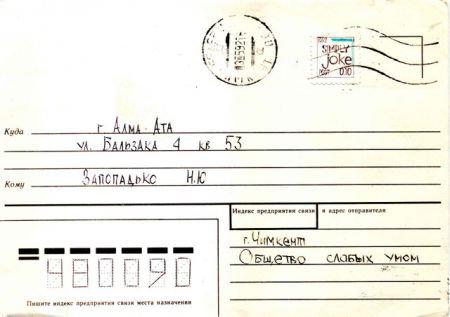 SIMPLY
joke
0.10
Куда
г. Алма-Ата
ул. Бальзака 4 кв 53
Кому
Запопадько Н.Ю
Индекс предприятия связи и адрес отправителя
г. Чимкент
Общество слабых умом
480090
Пишите индекс предприятия связи места назначения